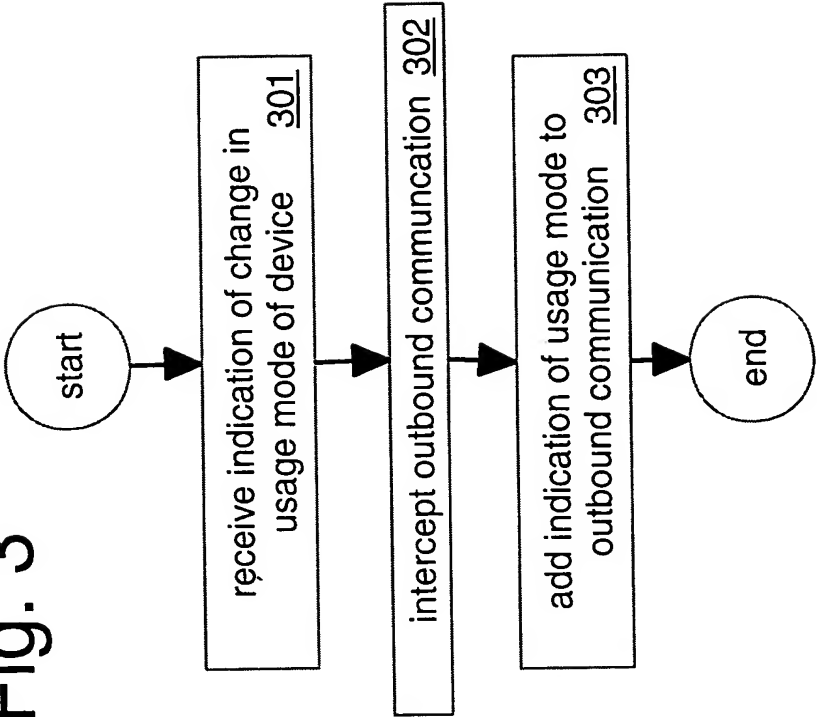 Fig. 3
start
receive indication of change in
usage mode of device 301
intercept outbound communcation 302
add indication of usage mode to
outbound communication 303
end